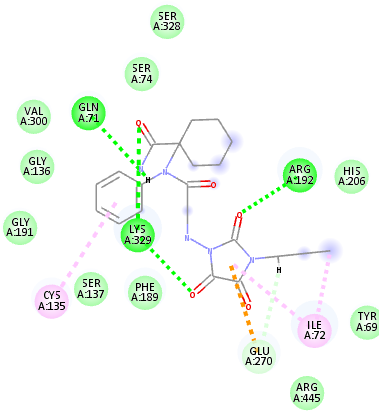 SER
A:328
SER
A:74
VAL
A:300
GLN
A:71
O
GLY
A:136
N
H
N
O
ARG
A:192
HIS
A:206
O
GLY
A:191
LYS
A:329
N
N
N
H
CYS
A:135
SER
A:137
PHE
A:189
O
O
GLU
A:270
ILE
A:72
TYR
A:69
ARG
A:445